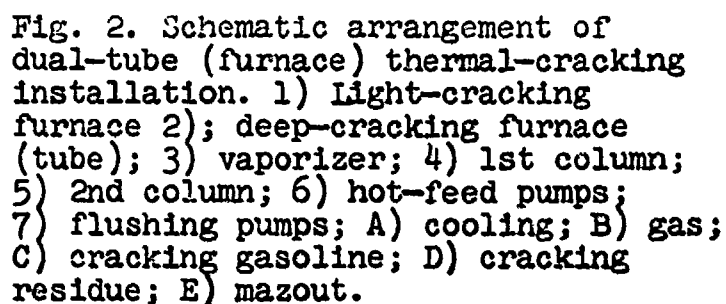 Fig. 2. Schematic arrangement of
dual-tube (furnace) thermal-cracking
installation. 1) Light-cracking
furnace 2); deep-cracking furnace
(tube); 3) vaporizer; 4) 1st column;
5) 2nd column; 6) hot-feed pumps;
7) flushing pumps; A) cooling; B) gas;
C) cracking gasoline; D) cracking
residue; E) mazout.